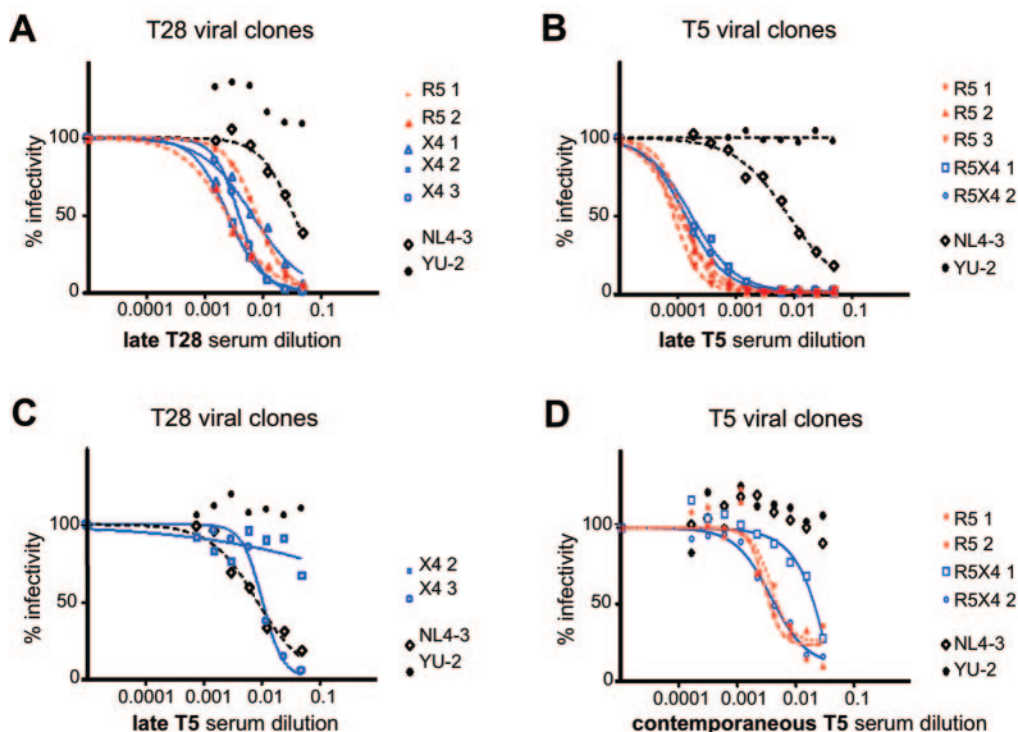 A
T28 viral clones
% infectivity
100
50
0
0.0001 0.001 0.01 0.1
late T28 serum dilution
R5 1
R5 2
X4 1
X4 2
X4 3
NL4-3
YU-2
B
T5 viral clones
% infectivity
100
50
0
0.0001 0.001 0.01 0.1
late T5 serum dilution
R5 1
R5 2
R5 3
R5X4 1
R5X4 2
NL4-3
YU-2
C
T28 viral clones
% infectivity
100
50
0
0.0001 0.001 0.01 0.1
late T5 serum dilution
X4 2
X4 3
NL4-3
YU-2
D
T5 viral clones
% infectivity
100
50
0
0.0001 0.001 0.01 0.1
contemporaneous T5 serum dilution
R5 1
R5 2
R5X4 1
R5X4 2
NL4-3
YU-2